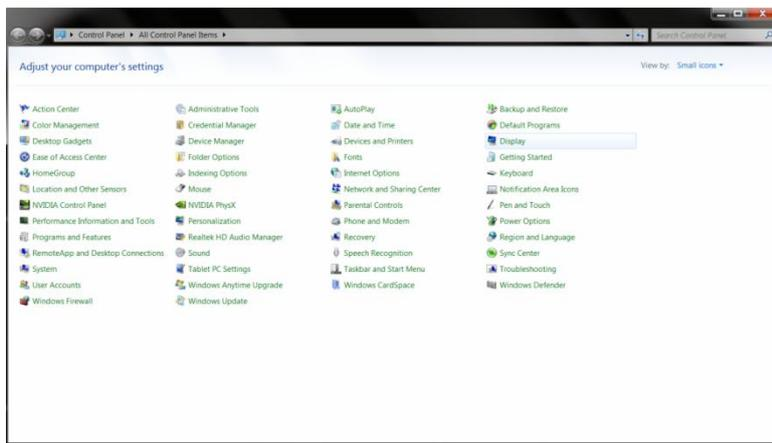 Control Panel All Control Panel Items Search Control Panel
Adjust your computer's settings View by: Small icons
Action Center Administrative Tools AutoPlay Backup and Restore
Color Management Credential Manager Date and Time Default Programs
Desktop Gadgets Device Manager Devices and Printers Display
Ease of Access Center Folder Options Fonts Getting Started
HomeGroup Indexing Options Internet Options Keyboard
Location and Other Sensors Mouse Network and Sharing Center Notification Area Icons
NVIDIA Control Panel NVIDIA PhysX Parental Controls Pen and Touch
Performance Information and Tools Personalization Phone and Modem Power Options
Programs and Features Realtek HD Audio Manager Recovery Region and Language
RemoteApp and Desktop Connections Sound Speech Recognition Sync Center
System Tablet PC Settings Taskbar and Start Menu Troubleshooting
User Accounts Windows Anytime Upgrade Windows CardSpace Windows Defender
Windows Firewall Windows Update